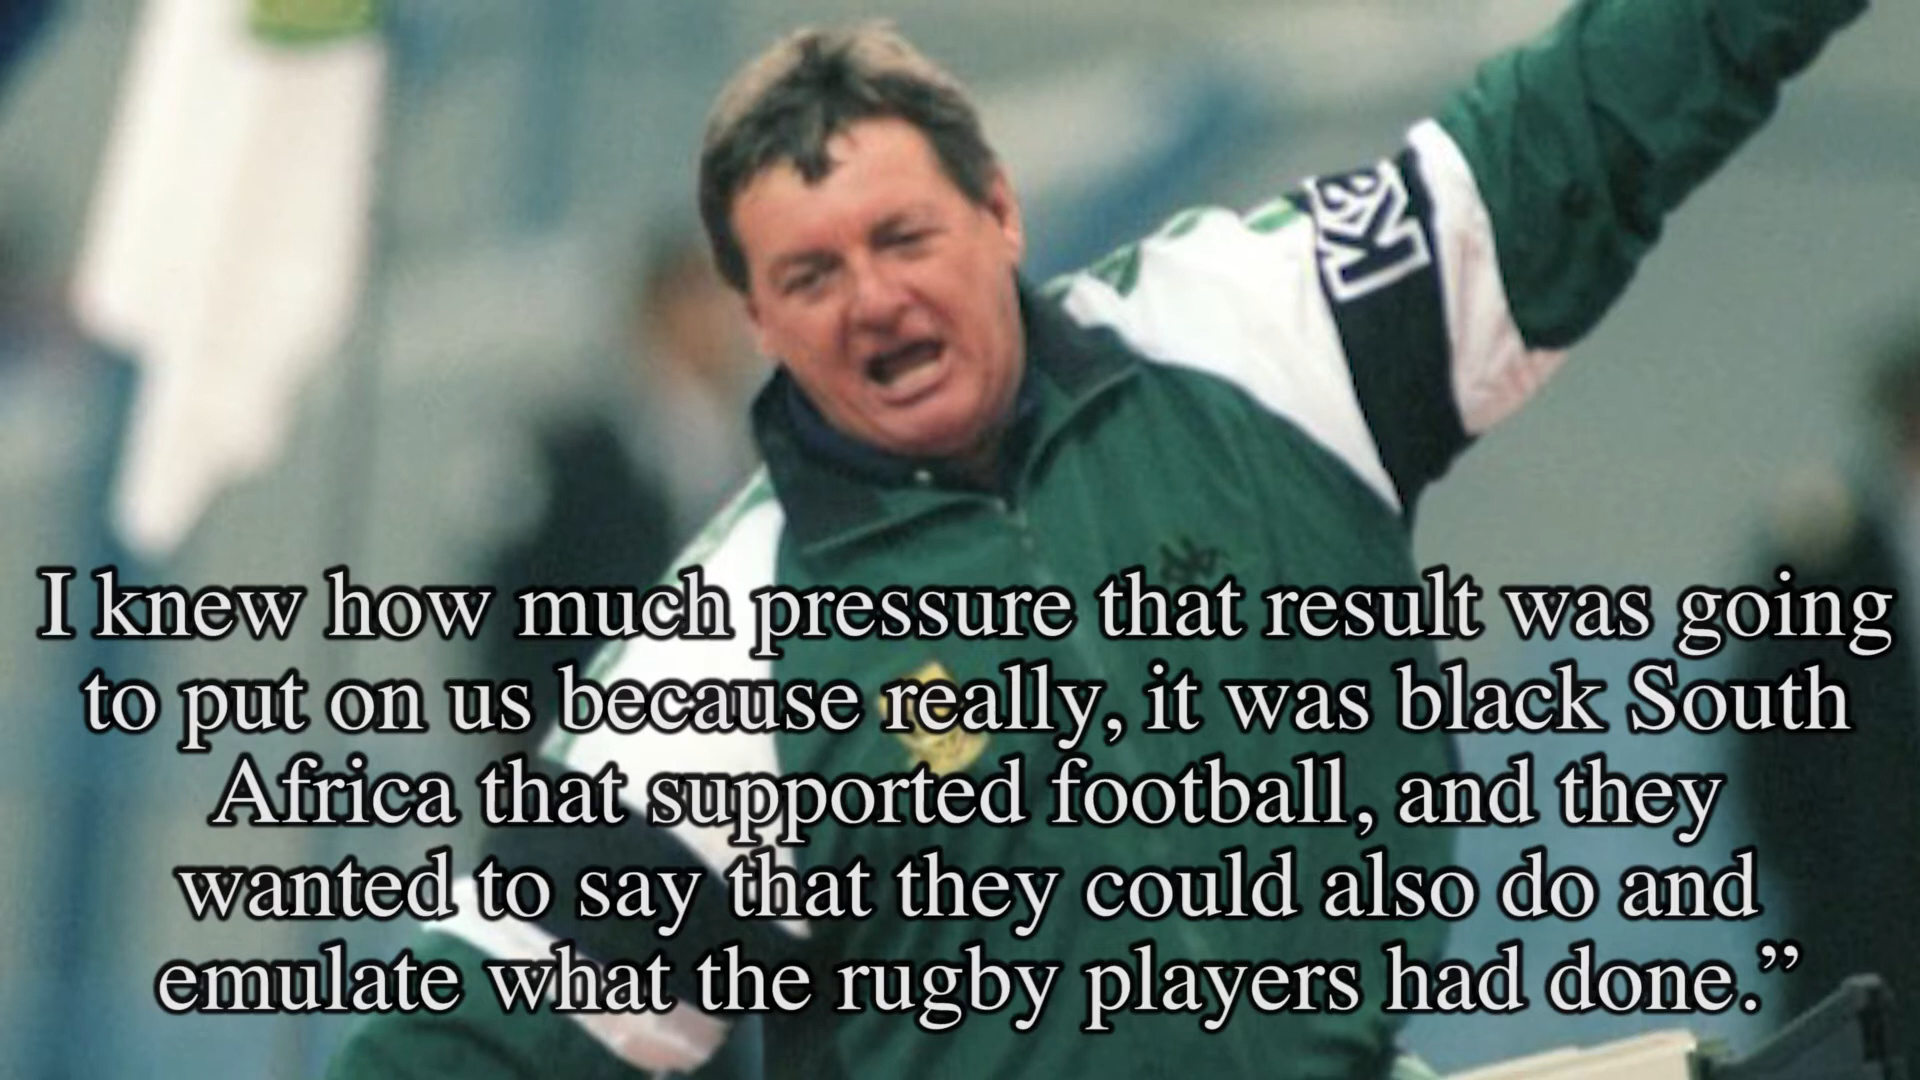 Ka
I knew how much pressure that result was going
to put on us because really, it was black South
Africa that supported football, and they
wanted to say that they could also do and
emulate what the rugby players had done.”